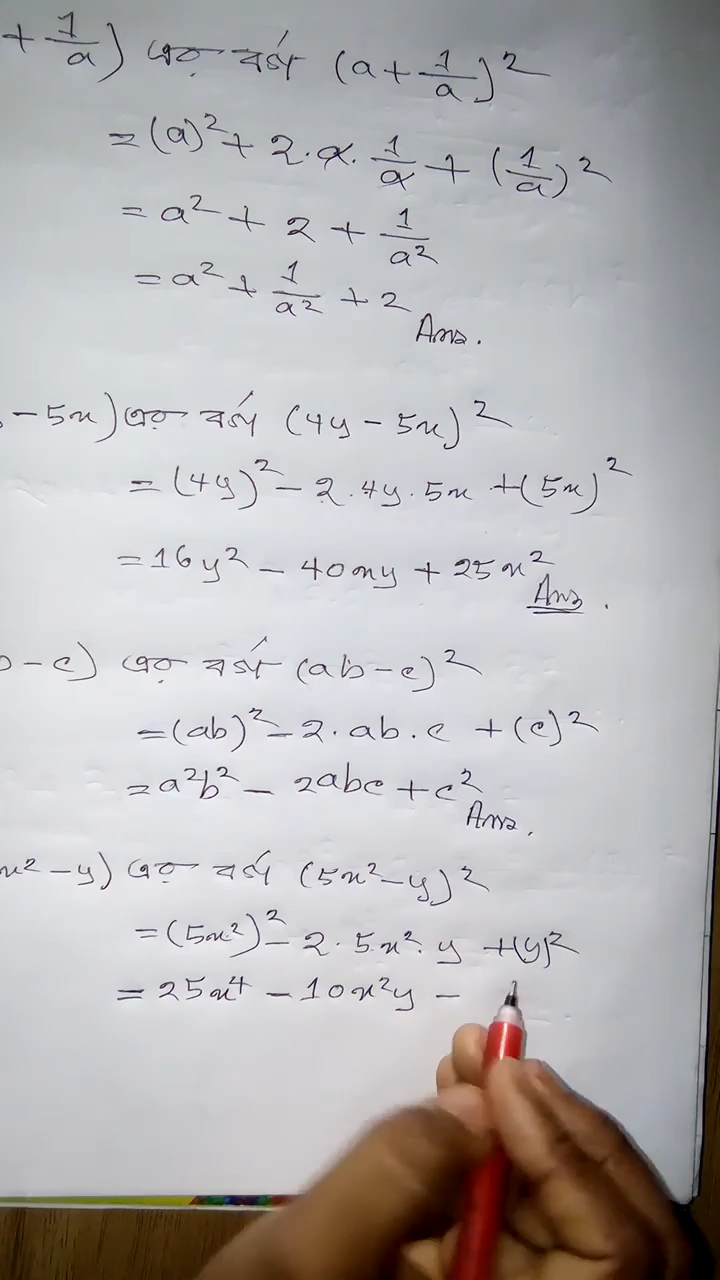 + 1/a) এর বর্গ (a + 1/a)²
= (a)² + 2 · a · 1/a + (1/a)²
= a² + 2 + 1/a²
= a² + 1/a² + 2
Ans.
- 5x) এর বর্গ (4y - 5x)²
= (4y)² - 2 · 4y · 5x + (5x)²
= 16y² - 40xy + 25x²
Ans.
- c) এর বর্গ (ab - c)²
= (ab)² - 2 · ab · c + (c)²
= a²b² - 2abc + c²
Ans.
x² - y) এর বর্গ (5x² - y)²
= (5x²)² - 2 · 5x² · y + (y)²
= 25x⁴ - 10x²y -